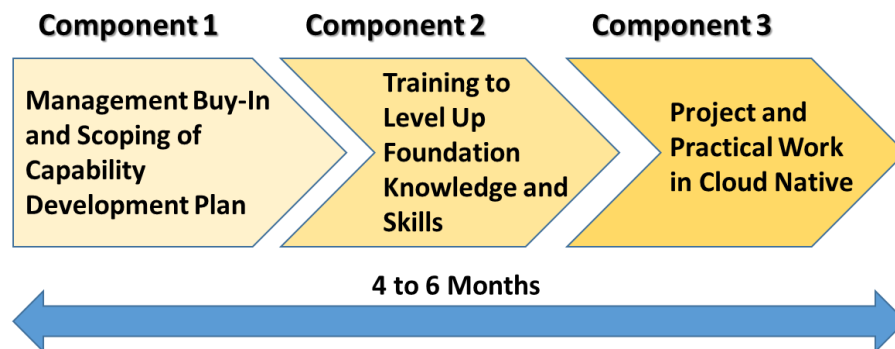 Component 1
Component 2
Component 3
Management Buy-In
and Scoping of
Capability
Development Plan
Training to
Level Up
Foundation
Knowledge and
Skills
Project and
Practical Work
in Cloud Native
4 to 6 Months